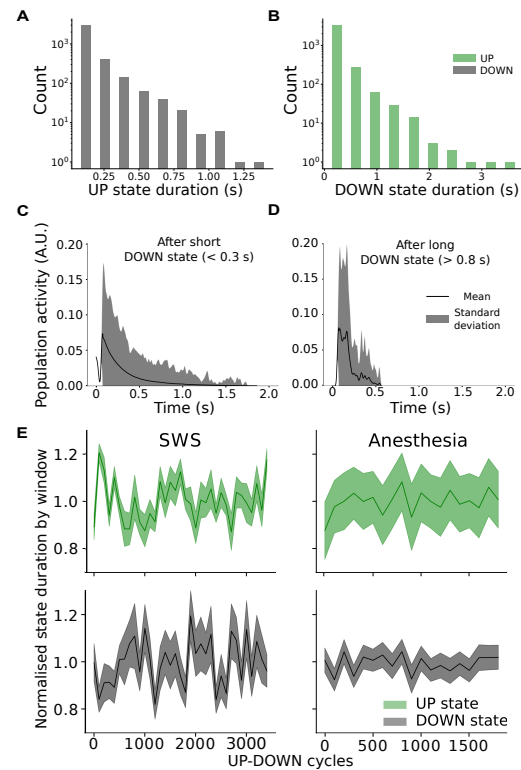 A
B
Count
10³
10²
10¹
10⁰
0.25 0.50 0.75 1.00 1.25
UP state duration (s)
Count
10³
10²
10¹
10⁰
0 1 2 3
DOWN state duration (s)
UP
DOWN
C
D
Population activity (A.U.)
0.20
0.15
0.10
0.05
0.00
After short
DOWN state (< 0.3 s)
0.0 0.5 1.0 1.5 2.0
Time (s)
0.20
0.15
0.10
0.05
0.00
After long
DOWN state (> 0.8 s)
Mean
Standard
deviation
0.0 0.5 1.0 1.5 2.0
Time (s)
E
SWS
Anesthesia
Normalised state duration by window
1.2
1.0
0.8
1.2
1.0
0.8
UP state
DOWN state
0 1000 2000 3000
0 500 1000 1500
UP-DOWN cycles